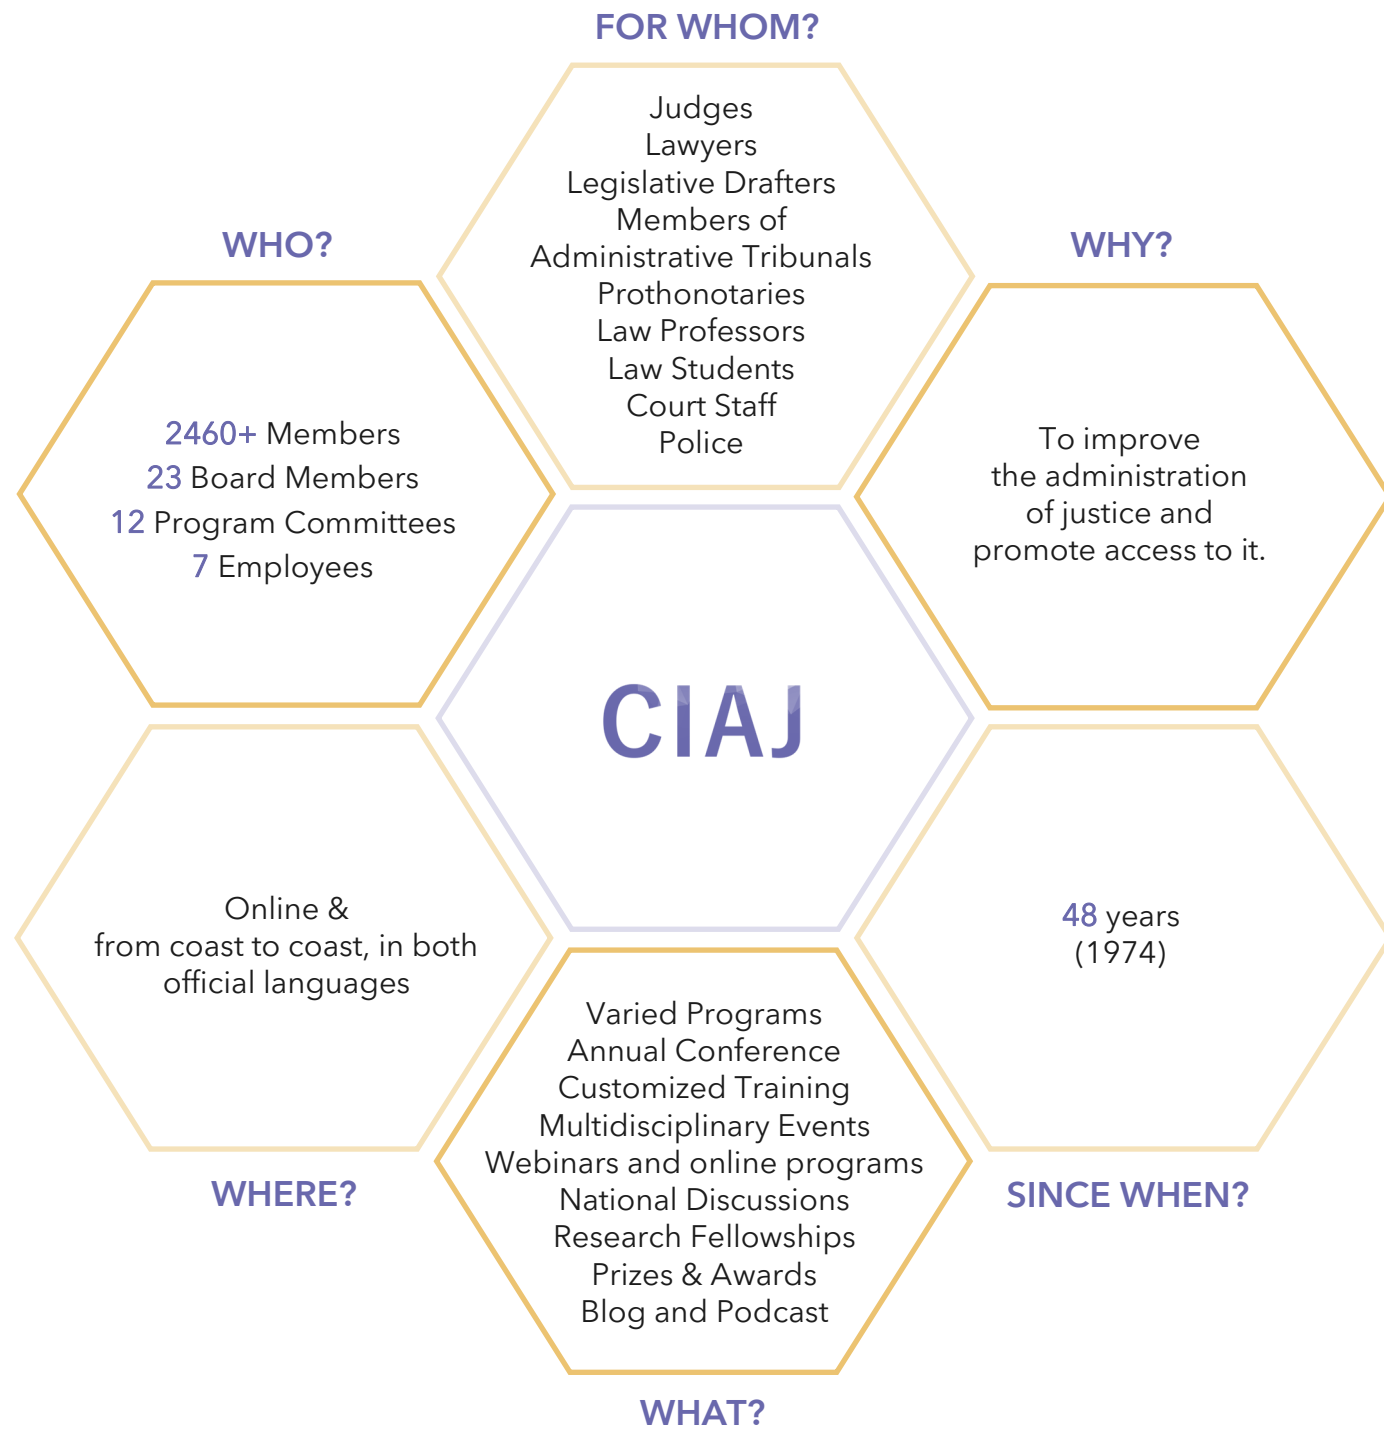 FOR WHOM?
Judges
Lawyers
Legislative Drafters
Members of
Administrative Tribunals
Prothonotaries
Law Professors
Law Students
Court Staff
Police
WHO?
2460+ Members
23 Board Members
12 Program Committees
7 Employees
WHY?
To improve
the administration
of justice and
promote access to it.
CIAJ
Online &
from coast to coast, in both
official languages
WHERE?
48 years
(1974)
SINCE WHEN?
Varied Programs
Annual Conference
Customized Training
Multidisciplinary Events
Webinars and online programs
National Discussions
Research Fellowships
Prizes & Awards
Blog and Podcast
WHAT?